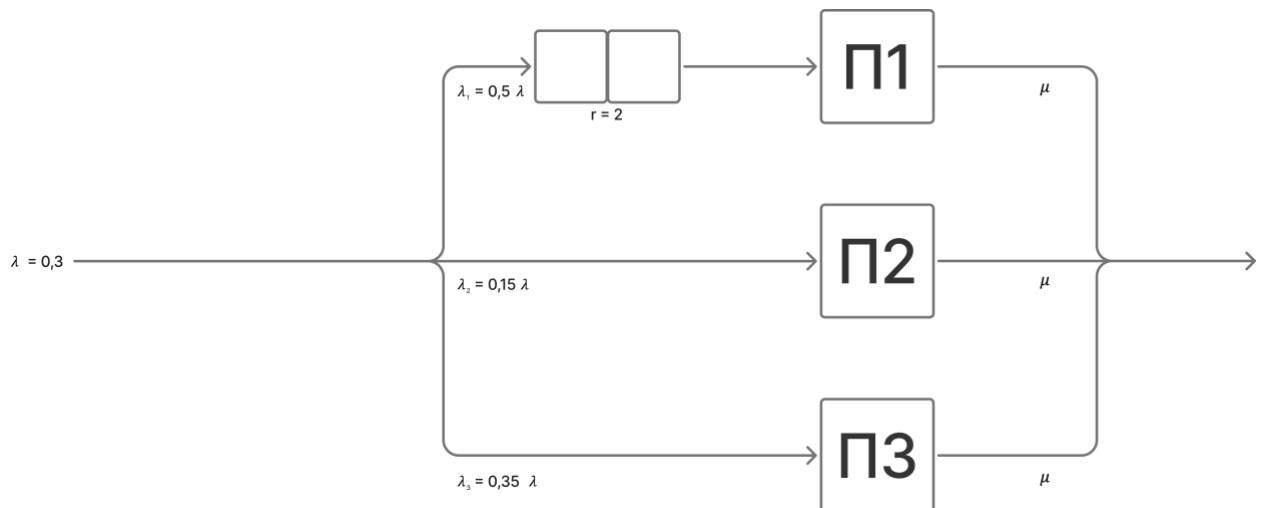 П1
λ₁ = 0,5 λ
μ
r = 2
П2
λ = 0,3
λ₂ = 0,15 λ
μ
П3
λ₃ = 0,35 λ
μ